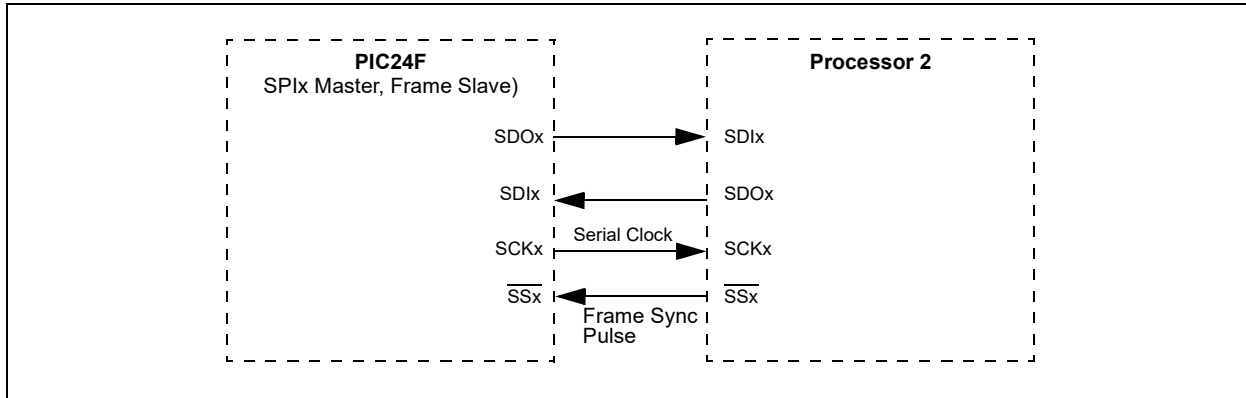 PIC24F
SPIx Master, Frame Slave)
Processor 2
SDOx
SDIx
SDIx
SDOx
SCKx
Serial Clock
SCKx
SSx
SSx
Frame Sync
Pulse